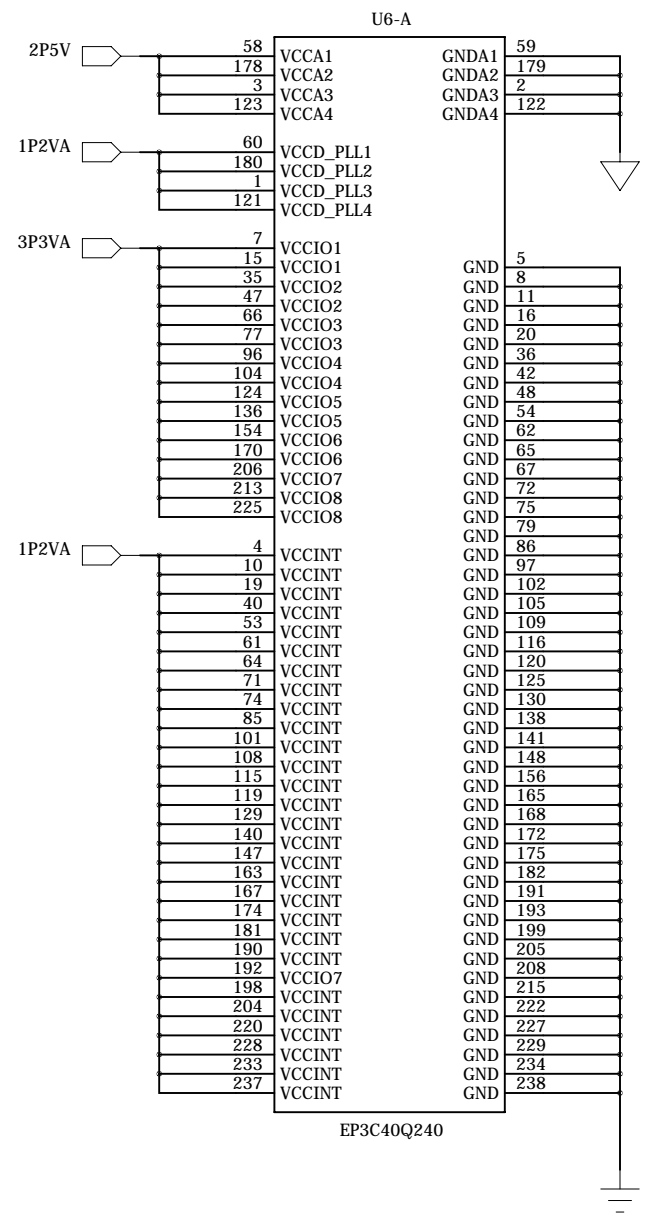 U6-A
2P5V 58 VCCA1 GNDA1 59
178 VCCA2 GNDA2 179
3 VCCA3 GNDA3 2
123 VCCA4 GNDA4 122
1P2VA 60 VCCD_PLL1
180 VCCD_PLL2
1 VCCD_PLL3
121 VCCD_PLL4
3P3VA 7 VCCIO1
15 VCCIO1 GND 5
35 VCCIO2 GND 8
47 VCCIO2 GND 11
66 VCCIO3 GND 16
77 VCCIO3 GND 20
96 VCCIO4 GND 36
104 VCCIO4 GND 42
124 VCCIO5 GND 48
136 VCCIO5 GND 54
154 VCCIO6 GND 62
170 VCCIO6 GND 65
206 VCCIO7 GND 67
213 VCCIO8 GND 72
225 VCCIO8 GND 75
GND 79
1P2VA 4 VCCINT GND 86
10 VCCINT GND 97
19 VCCINT GND 102
40 VCCINT GND 105
53 VCCINT GND 109
61 VCCINT GND 116
64 VCCINT GND 120
71 VCCINT GND 125
74 VCCINT GND 130
85 VCCINT GND 138
101 VCCINT GND 141
108 VCCINT GND 148
115 VCCINT GND 156
119 VCCINT GND 165
129 VCCINT GND 168
140 VCCINT GND 172
147 VCCINT GND 175
163 VCCINT GND 182
167 VCCINT GND 191
174 VCCINT GND 193
181 VCCINT GND 199
190 VCCINT GND 205
192 VCCIO7 GND 208
198 VCCINT GND 215
204 VCCINT GND 222
220 VCCINT GND 227
228 VCCINT GND 229
233 VCCINT GND 234
237 VCCINT GND 238
EP3C40Q240